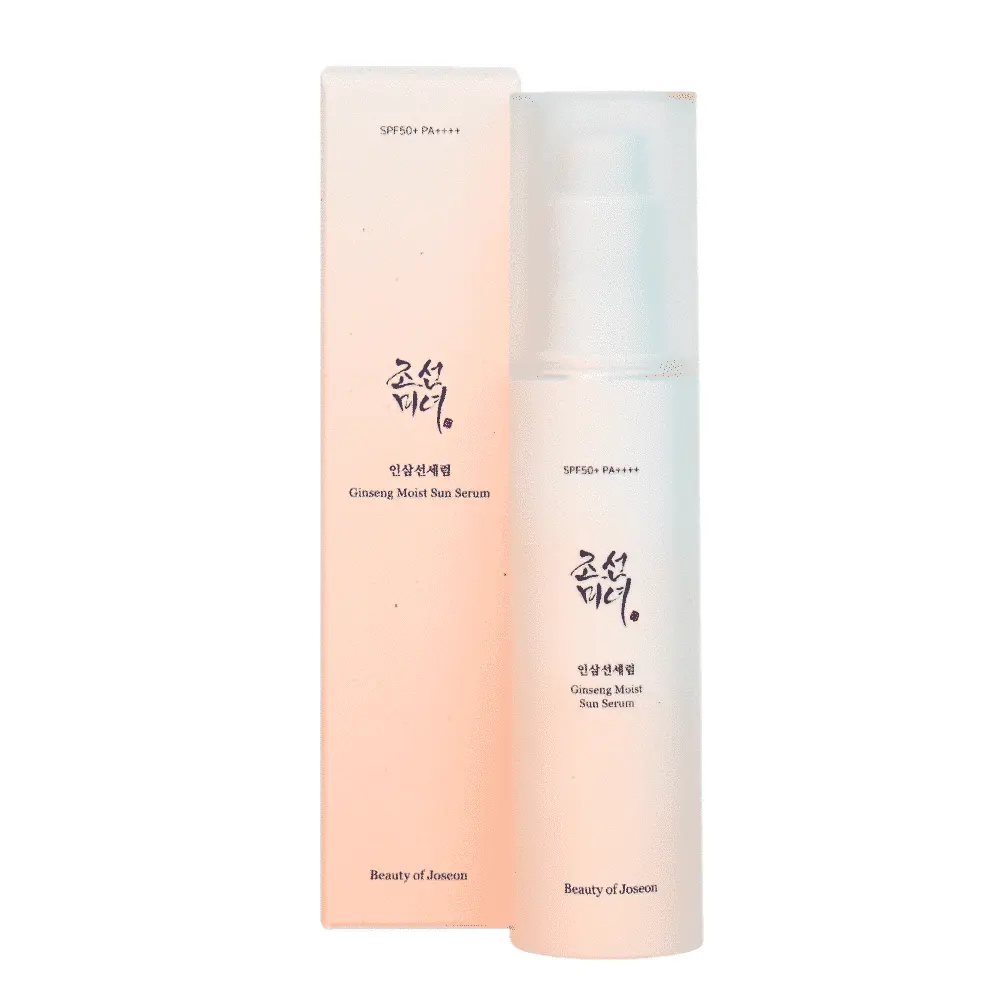 SPF50+ PA++++
조선
미녀
인삼선세럼
Ginseng Moist Sun Serum
Beauty of Joseon
SPF50+ PA++++
조선
미녀
인삼선세럼
Ginseng Moist
Sun Serum
Beauty of Joseon